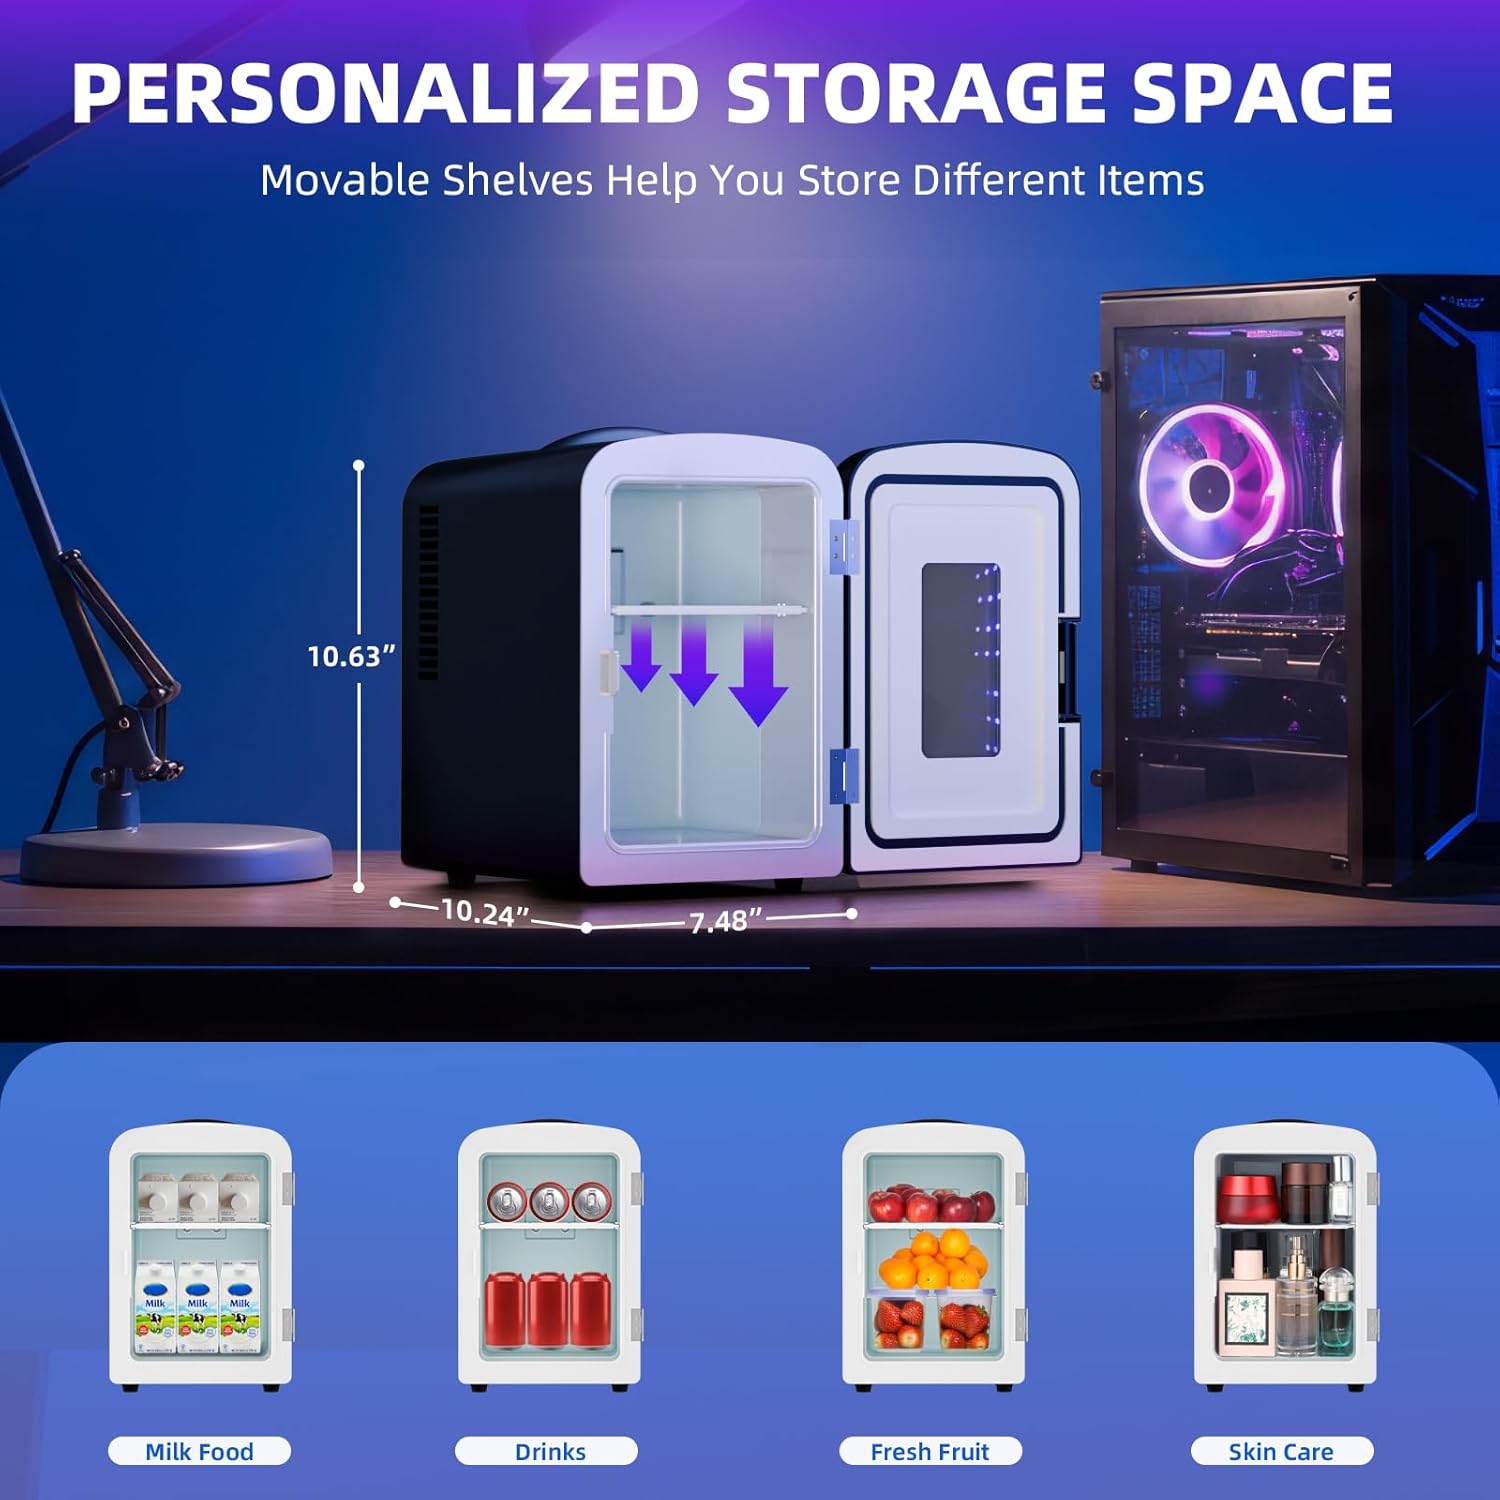 PERSONALIZED STORAGE SPACE
Movable Shelves Help You Store Different Items
10.63”
10.24”
7.48”
Milk
Milk
Milk
Milk Food
Drinks
Fresh Fruit
Skin Care